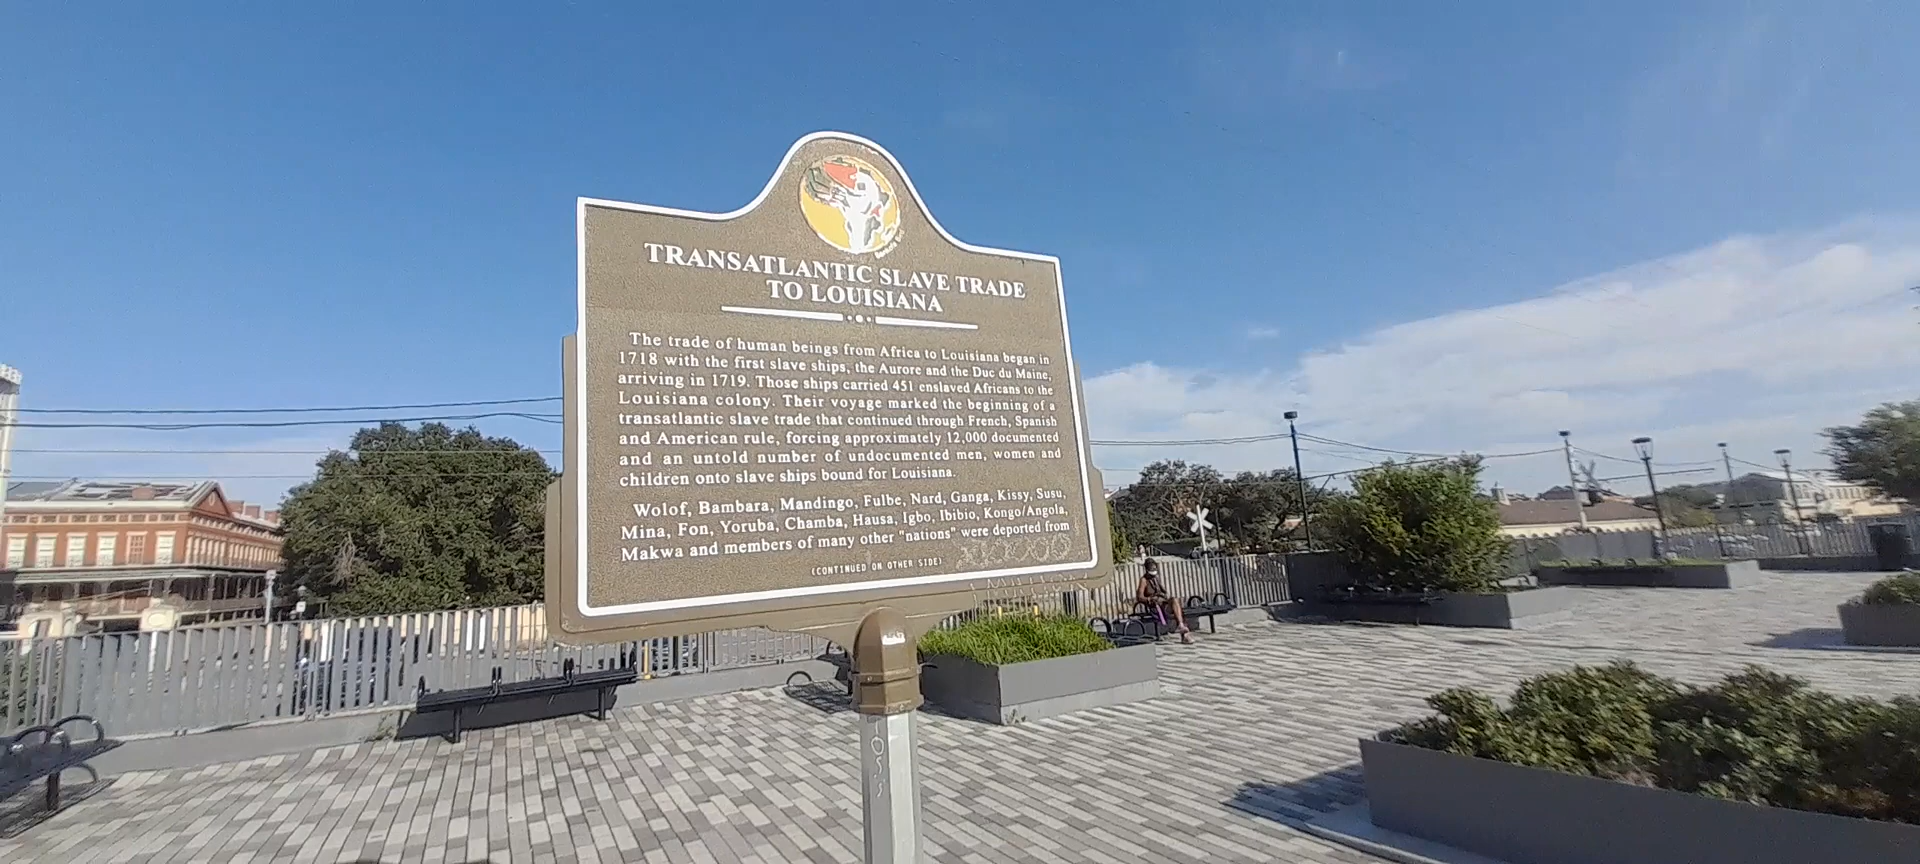 TRANSATLANTIC SLAVE TRADE
TO LOUISIANA
The trade of human beings from Africa to Louisiana began in
1718 with the first slave ships, the Aurore and the Duc du Maine,
arriving in 1719. Those ships carried 451 enslaved Africans to the
Louisiana colony. Their voyage marked the beginning of a
transatlantic slave trade that continued through French, Spanish
and American rule, forcing approximately 12,000 documented
and an untold number of undocumented men, women and
children onto slave ships bound for Louisiana.
Wolof, Bambara, Mandingo, Fulbe, Nard, Ganga, Kissy, Susu,
Mina, Fon, Yoruba, Chamba, Hausa, Igbo, Ibibio, Kongo/Angola,
Makwa and members of many other "nations" were deported from
(CONTINUED ON OTHER SIDE)